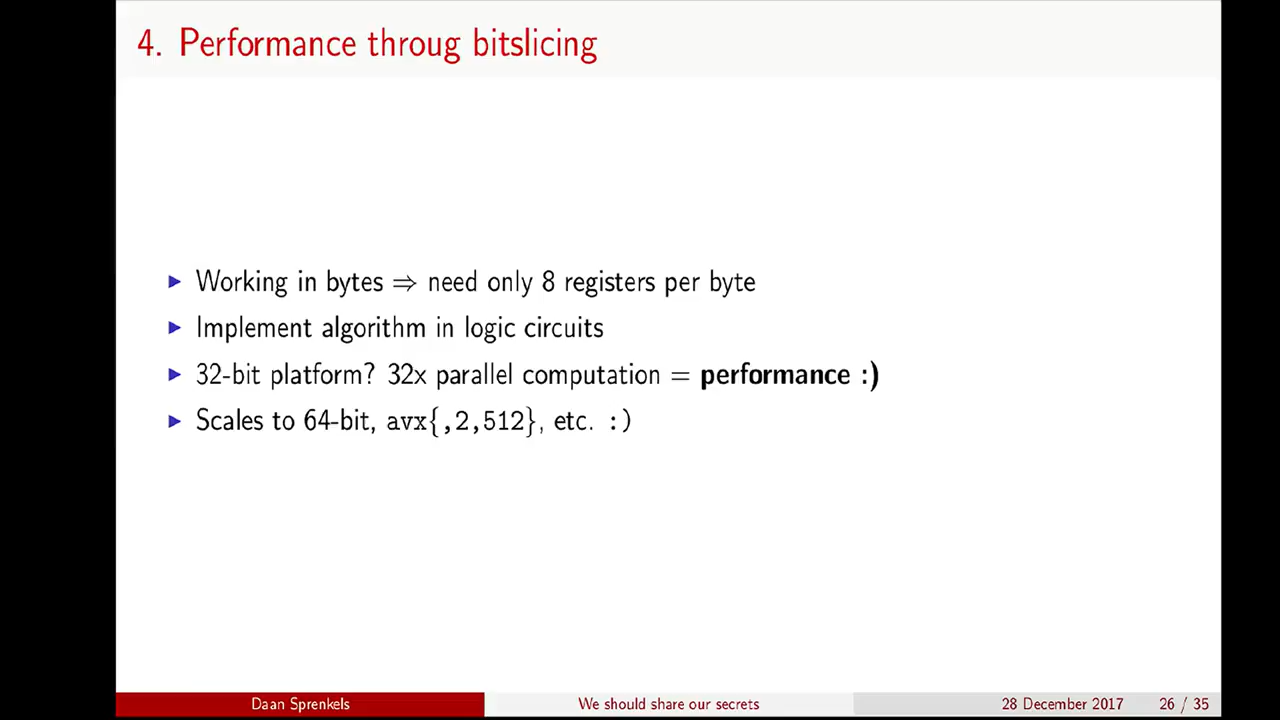 4. Performance throug bitslicing
▶ Working in bytes ⇒ need only 8 registers per byte
▶ Implement algorithm in logic circuits
▶ 32-bit platform? 32x parallel computation = performance :)
▶ Scales to 64-bit, avx{,2,512}, etc. :)
Daan Sprenkels We should share our secrets 28 December 2017 26 / 35